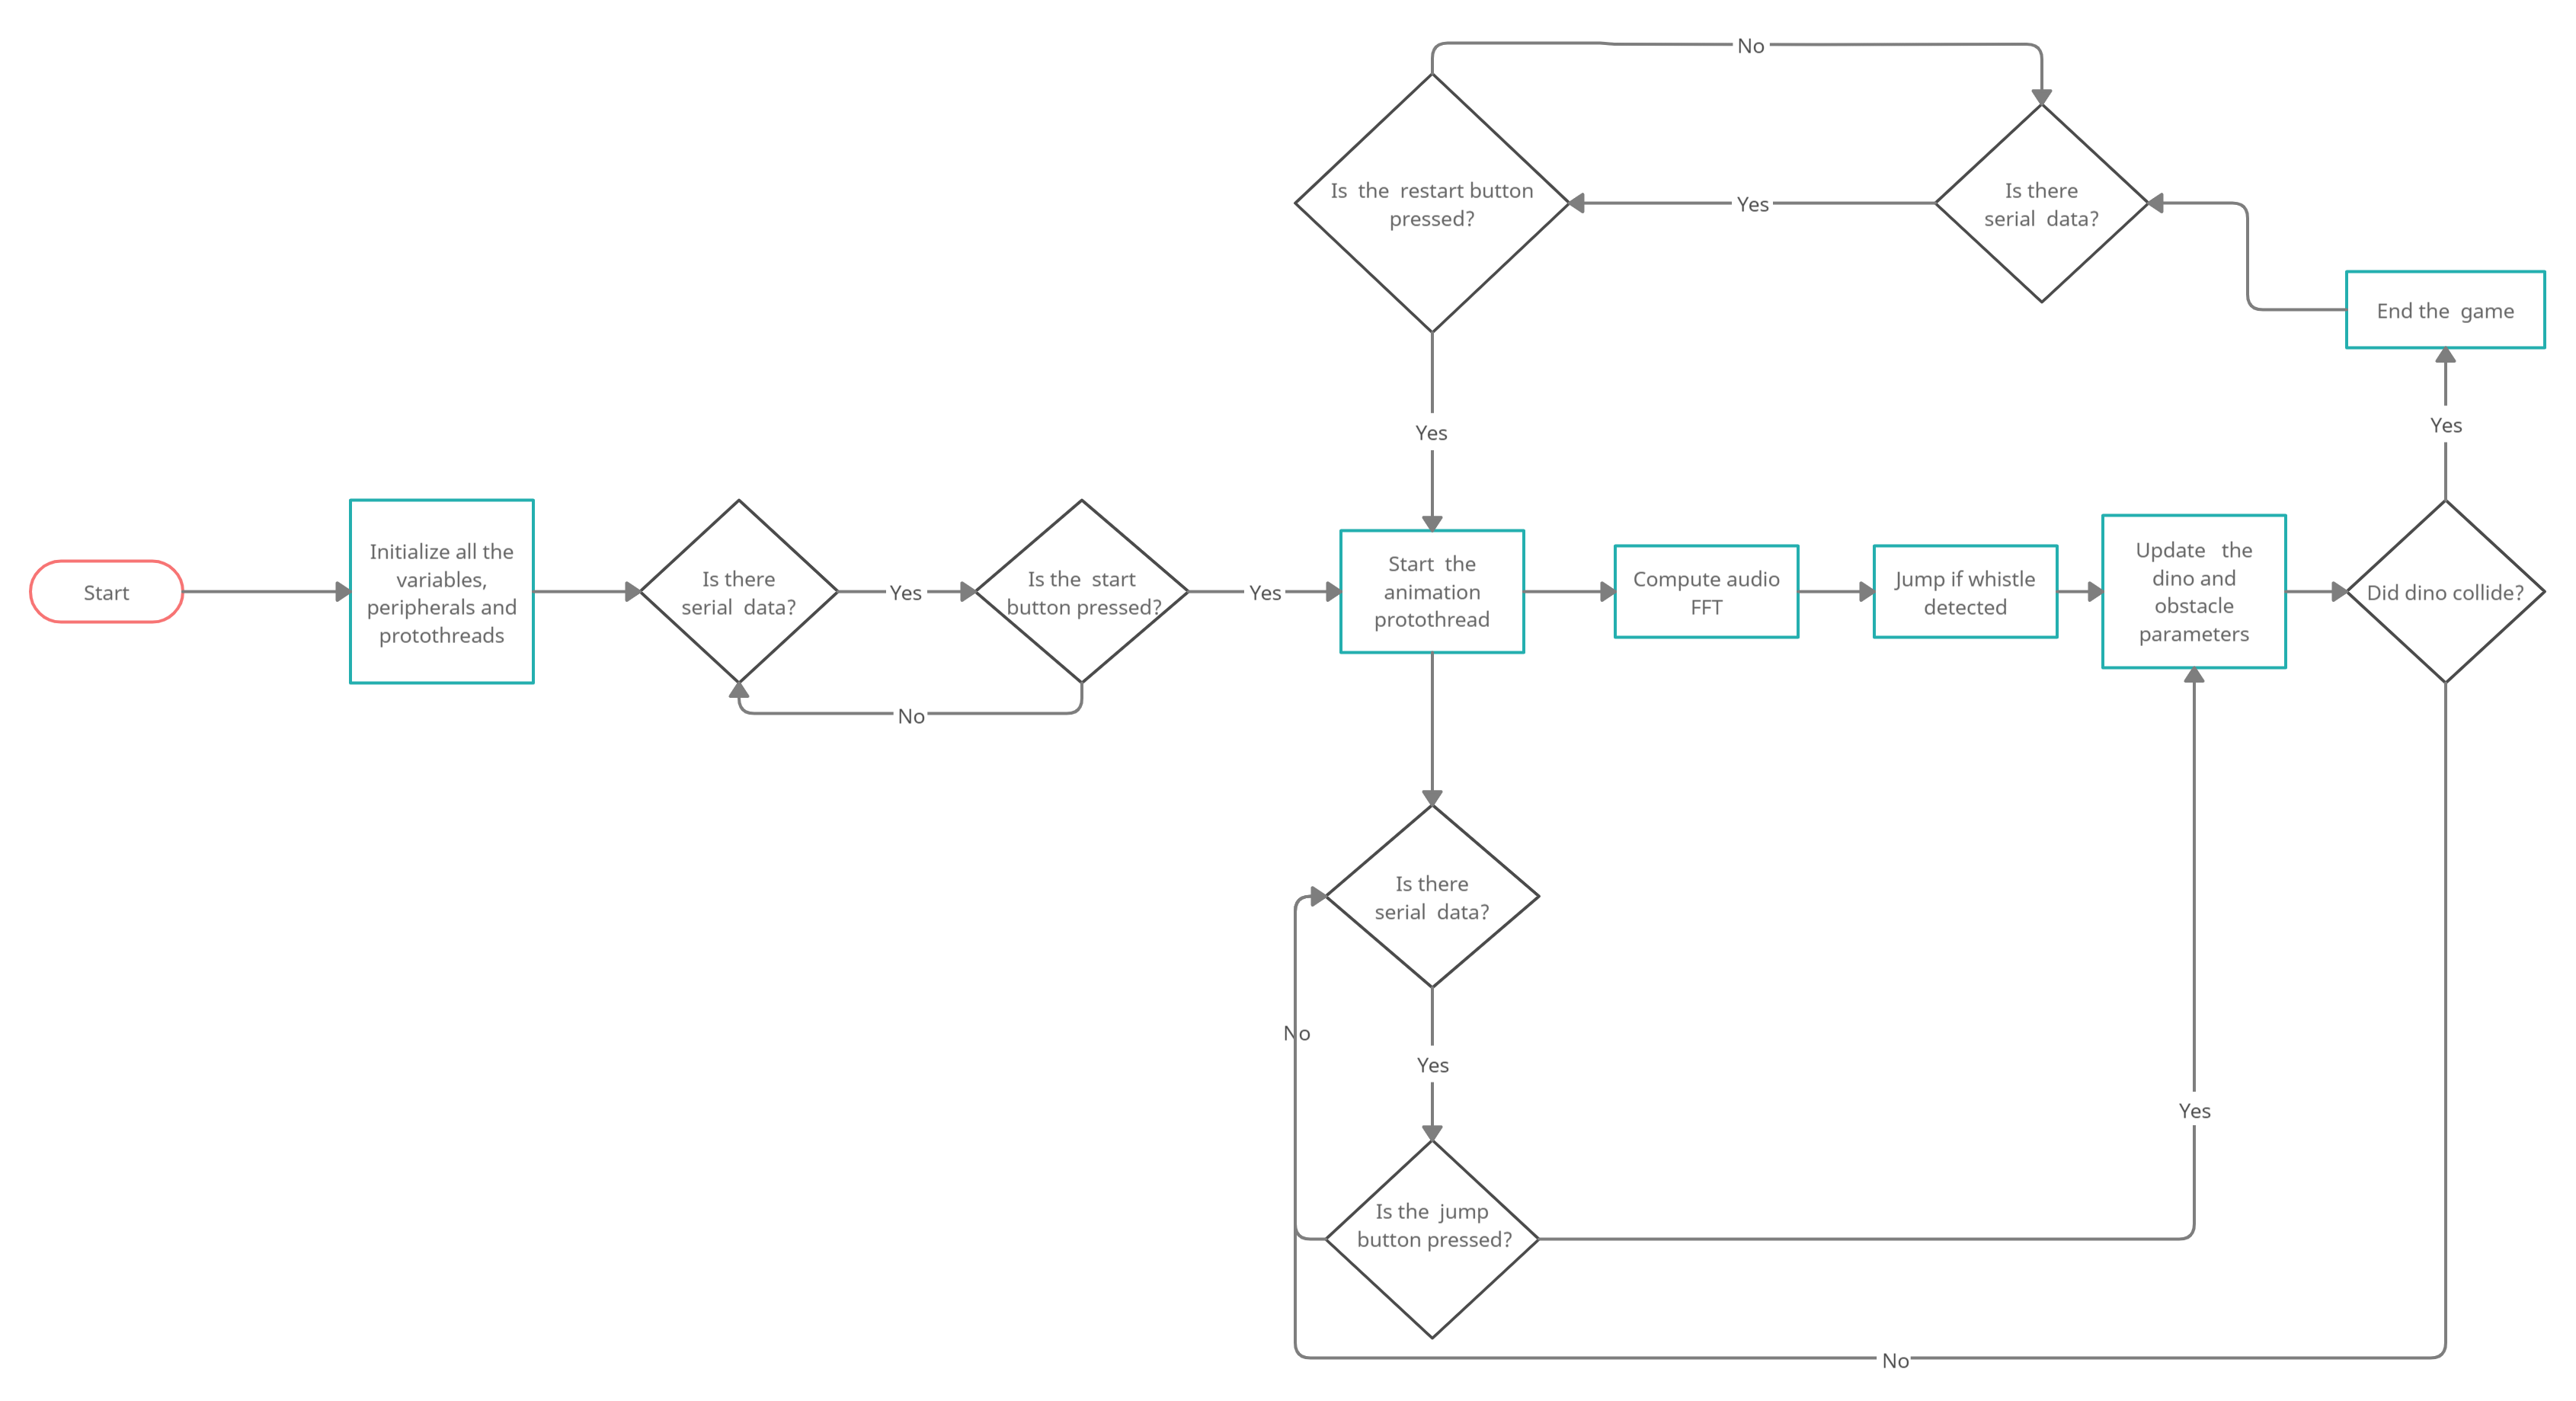 No
Is the restart button
pressed?
Yes
Is there
serial data?
End the game
Yes
Yes
Start
Initialize all the
variables,
peripherals and
protothreads
Is there
serial data?
Yes
Is the start
button pressed?
Yes
Start the
animation
protothread
Compute audio
FFT
Jump if whistle
detected
Update the
dino and
obstacle
parameters
Did dino collide?
No
Is there
serial data?
No
Yes
Yes
Is the jump
button pressed?
No